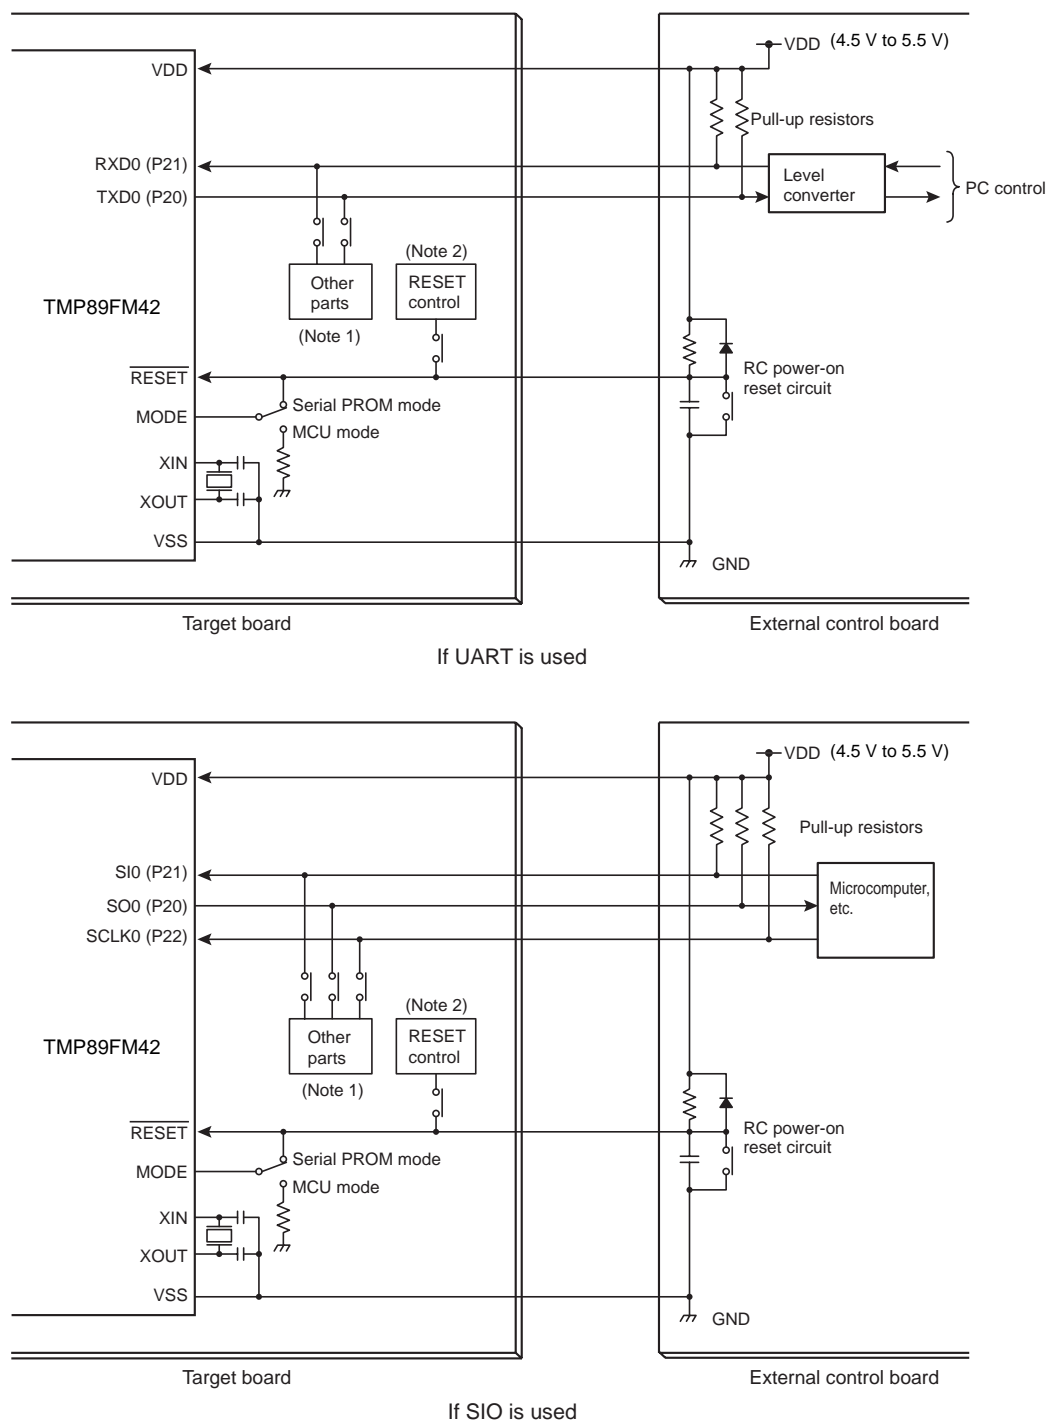 VDD (4.5 V to 5.5 V)
VDD
Pull-up resistors
RXD0 (P21)
TXD0 (P20)
Level
converter
PC control
(Note 2)
Other
parts
RESET
control
TMP89FM42
(Note 1)
RESET
RC power-on
reset circuit
MODE
Serial PROM mode
MCU mode
XIN
XOUT
VSS
GND
Target board
External control board
If UART is used
VDD (4.5 V to 5.5 V)
VDD
Pull-up resistors
SI0 (P21)
SO0 (P20)
SCLK0 (P22)
Microcomputer,
etc.
(Note 2)
Other
parts
RESET
control
TMP89FM42
(Note 1)
RESET
RC power-on
reset circuit
MODE
Serial PROM mode
MCU mode
XIN
XOUT
VSS
GND
Target board
External control board
If SIO is used